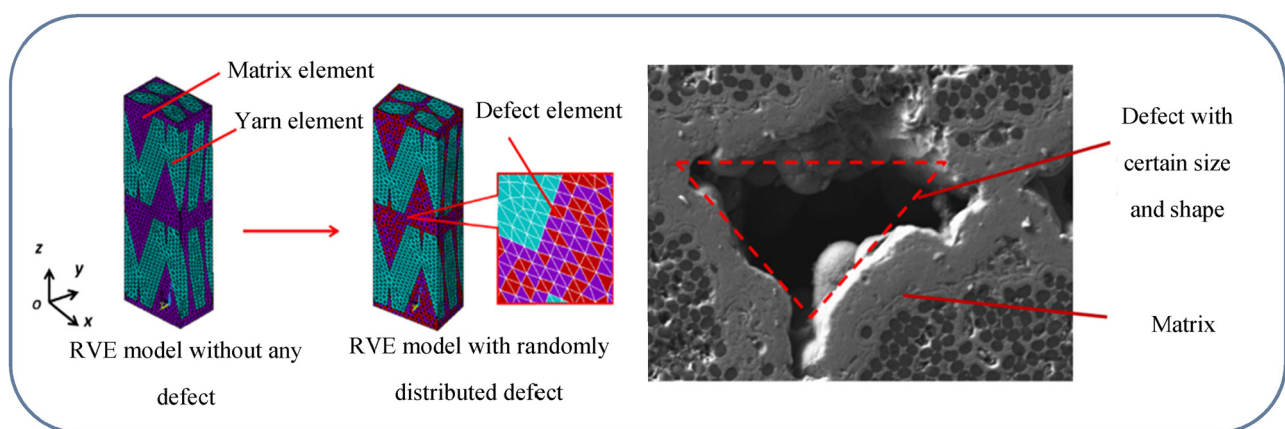 Matrix element
Yarn element
Defect element
z
y
o
x
RVE model without any
defect
RVE model with randomly
distributed defect
Defect with
certain size
and shape
Matrix